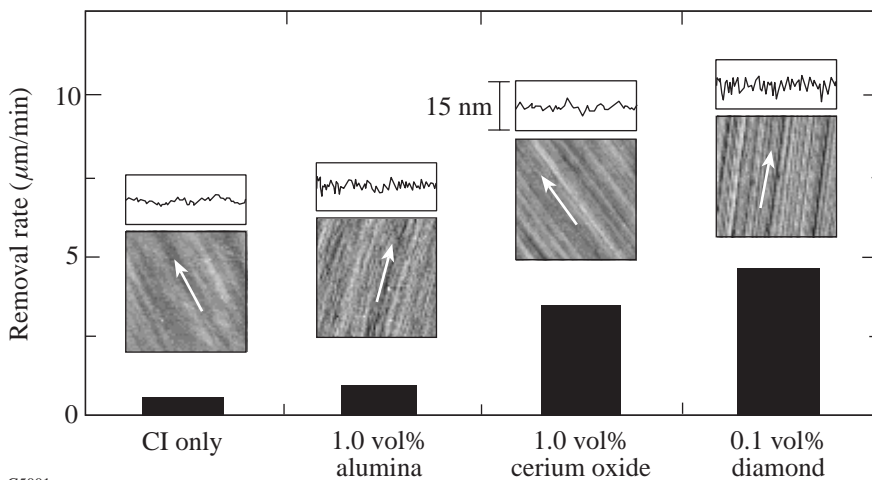 Removal rate (μm/min)
10
5
0
15 nm
CI only
1.0 vol%
alumina
1.0 vol%
cerium oxide
0.1 vol%
diamond